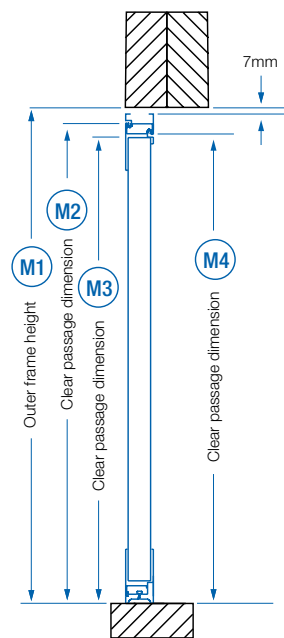 7mm
M1
Outer frame height
M2
Clear passage dimension
M3
Clear passage dimension
M4
Clear passage dimension